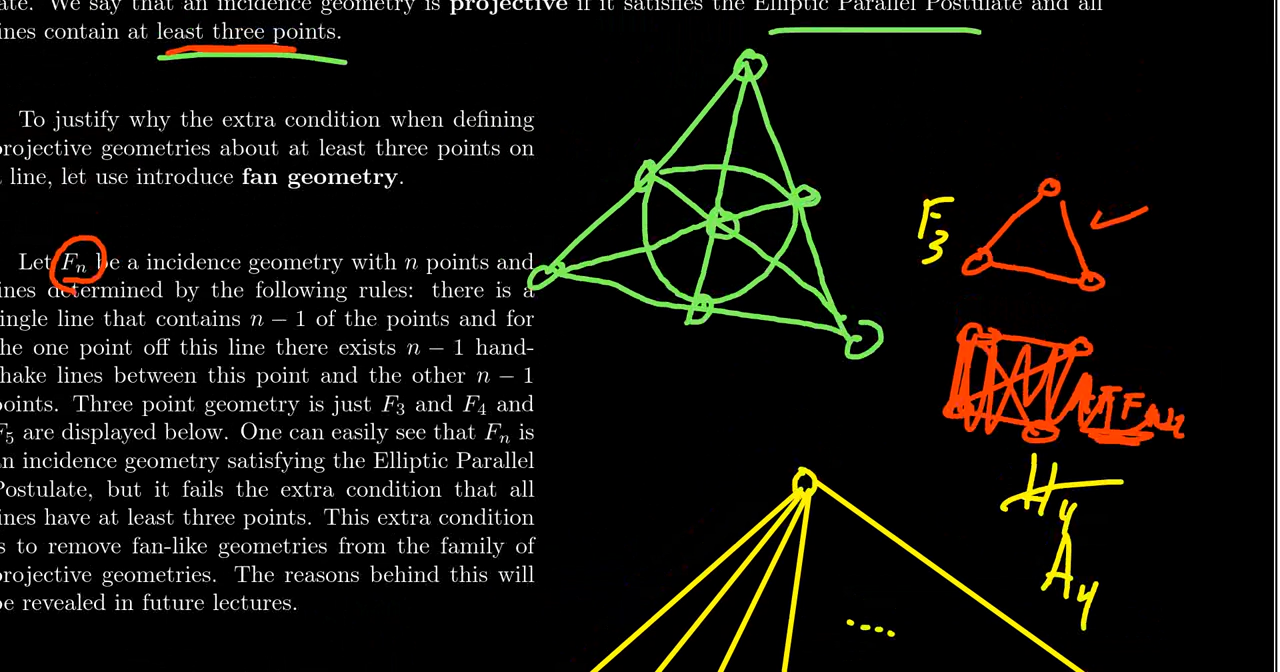 ate. We say that an incidence geometry is projective if it satisfies the Elliptic Parallel Postulate and all
ines contain at least three points.
To justify why the extra condition when defining
projective geometries about at least three points on
line, let use introduce fan geometry.
Let Fn be a incidence geometry with n points and
ines determined by the following rules: there is a
ingle line that contains n − 1 of the points and for
he one point off this line there exists n − 1 hand-
hake lines between this point and the other n − 1
points. Three point geometry is just F3 and F4 and
F5 are displayed below. One can easily see that Fn is
n incidence geometry satisfying the Elliptic Parallel
Postulate, but it fails the extra condition that all
ines have at least three points. This extra condition
s to remove fan-like geometries from the family of
projective geometries. The reasons behind this will
be revealed in future lectures.
F3
H4
A4